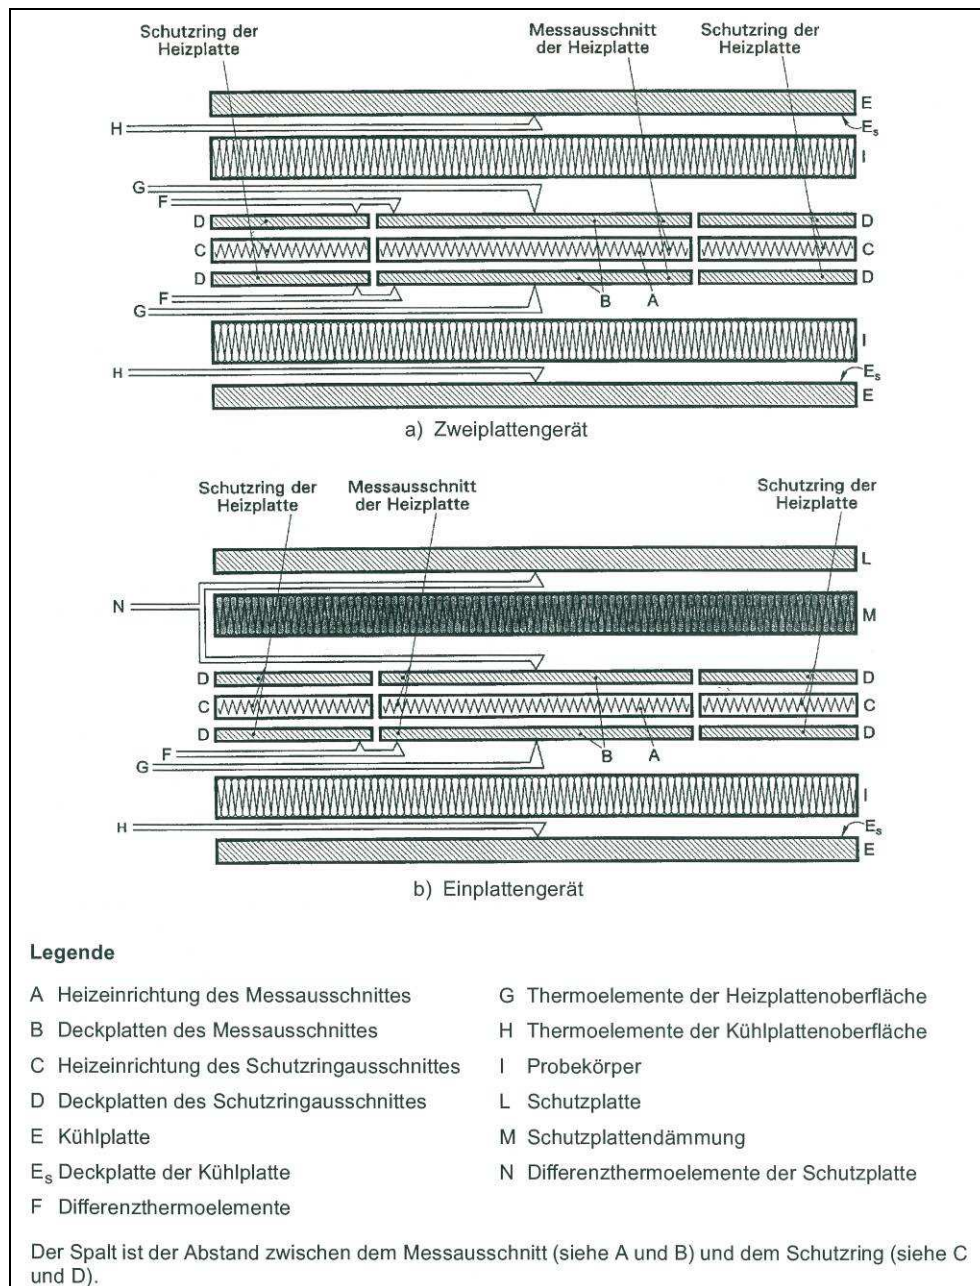 Schutzring der Heizplatte
Messausschnitt der Heizplatte
Schutzring der Heizplatte
E
H
Es
I
G
F
D
D
C
C
D
D
F
B
A
G
I
H
Es
E
a) Zweiplattengerät
Schutzring der Heizplatte
Messausschnitt der Heizplatte
Schutzring der Heizplatte
L
N
M
D
D
C
C
D
D
F
B
A
G
I
H
Es
E
b) Einplattengerät
Legende
A Heizeinrichtung des Messausschnittes
B Deckplatten des Messausschnittes
C Heizeinrichtung des Schutzringausschnittes
D Deckplatten des Schutzringausschnittes
E Kühlplatte
Es Deckplatte der Kühlplatte
F Differenzthermoelemente
G Thermoelemente der Heizplattenoberfläche
H Thermoelemente der Kühlplattenoberfläche
I Probekörper
L Schutzplatte
M Schutzplattendämmung
N Differenzthermoelemente der Schutzplatte
Der Spalt ist der Abstand zwischen dem Messausschnitt (siehe A und B) und dem Schutzring (siehe C
und D).